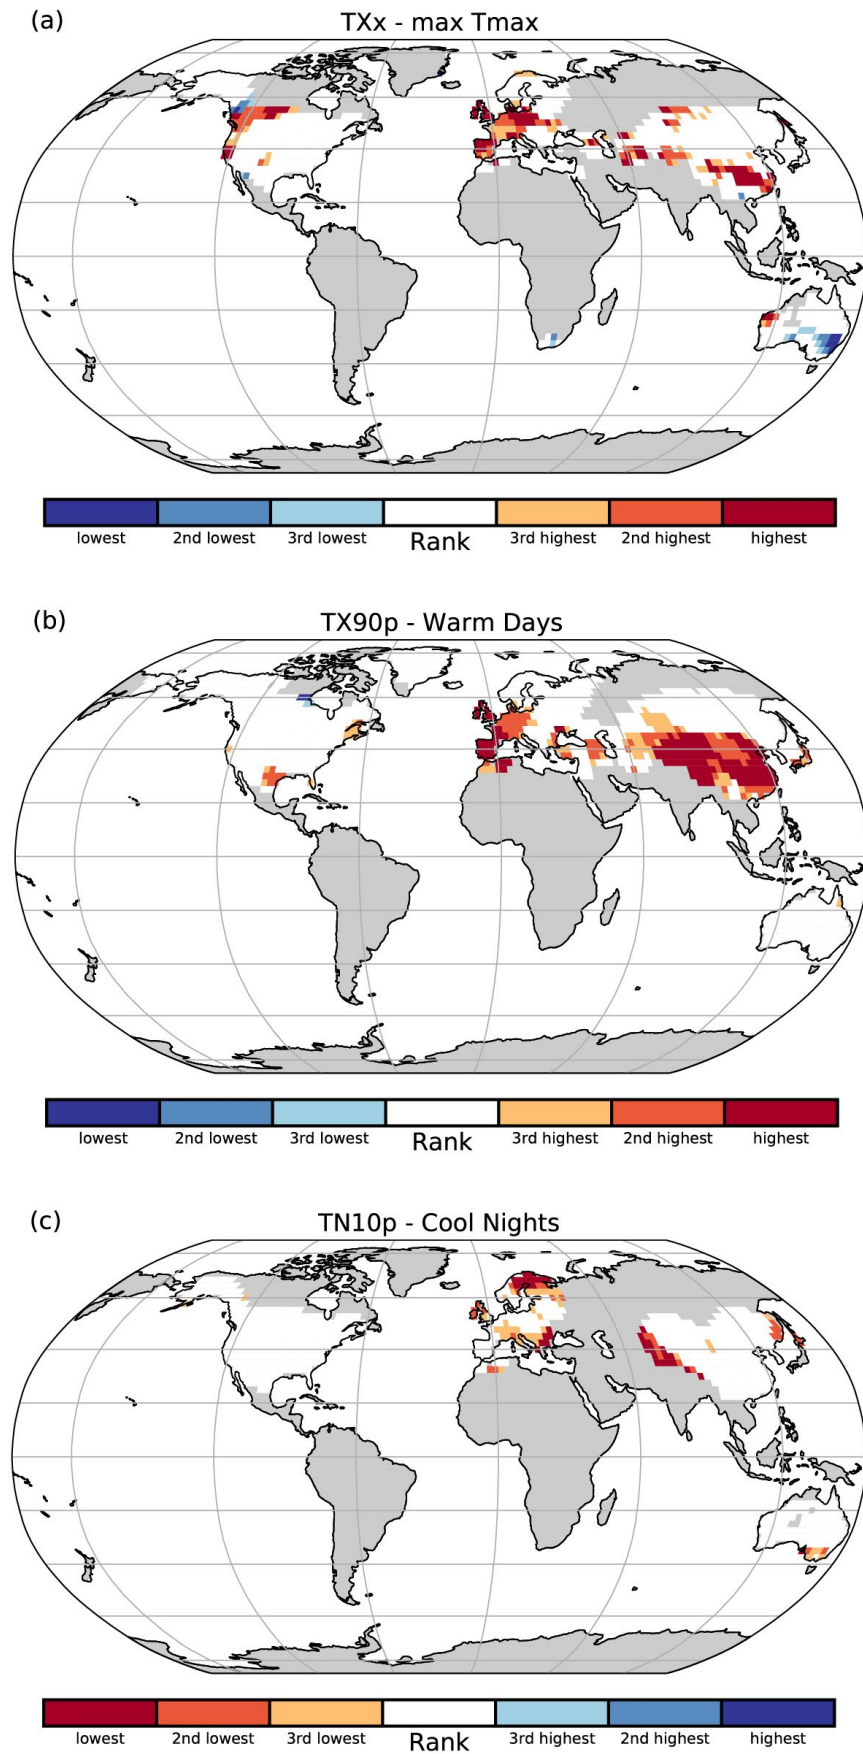 (a)
TXx - max Tmax
lowest 2nd lowest 3rd lowest Rank 3rd highest 2nd highest highest
(b)
TX90p - Warm Days
lowest 2nd lowest 3rd lowest Rank 3rd highest 2nd highest highest
(c)
TN10p - Cool Nights
lowest 2nd lowest 3rd lowest Rank 3rd highest 2nd highest highest